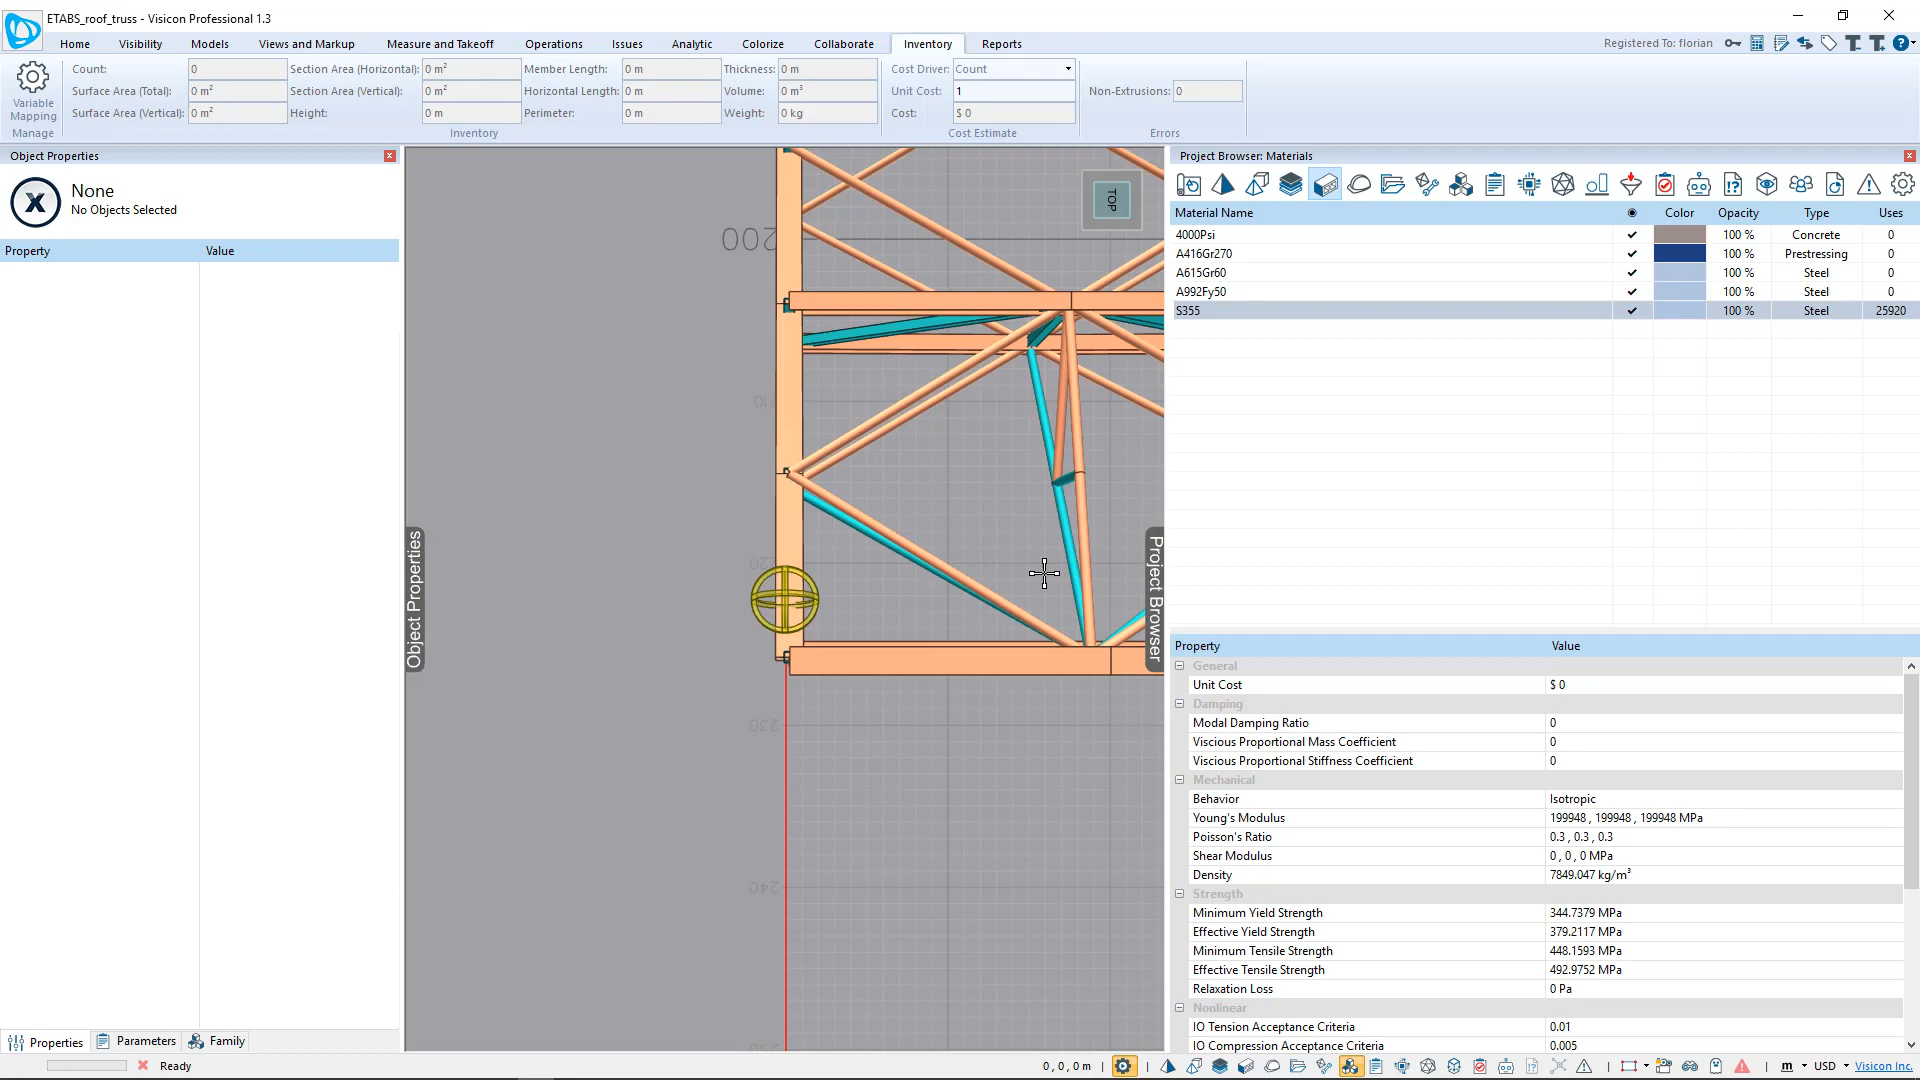 ETABS_roof_truss - Visicon Professional 1.3
Home Visibility Models Views and Markup Measure and Takeoff Operations Issues Analytic Colorize Collaborate Inventory Reports Registered To: florian
Variable Mapping
Manage
Count: 0 Section Area (Horizontal): 0 m² Member Length: 0 m Thickness: 0 m Cost Driver: Count
Surface Area (Total): 0 m² Section Area (Vertical): 0 m² Horizontal Length: 0 m Volume: 0 m³ Unit Cost: 1 Non-Extrusions: 0
Surface Area (Vertical): 0 m² Height: 0 m Perimeter: 0 m Weight: 0 kg Cost: $ 0
Inventory Cost Estimate Errors
Object Properties
None
No Objects Selected
Property Value
Object Properties
Properties Parameters Family
TOP
200
210
220
230
240
Project Browser
Project Browser: Materials
Material Name Color Opacity Type Uses
4000Psi 100 % Concrete 0
A416Gr270 100 % Prestressing 0
A615Gr60 100 % Steel 0
A992Fy50 100 % Steel 0
S355 100 % Steel 25920
Property Value
General
Unit Cost $ 0
Damping
Modal Damping Ratio 0
Viscious Proportional Mass Coefficient 0
Viscious Proportional Stiffness Coefficient 0
Mechanical
Behavior Isotropic
Young's Modulus 199948 , 199948 , 199948 MPa
Poisson's Ratio 0.3 , 0.3 , 0.3
Shear Modulus 0 , 0 , 0 MPa
Density 7849.047 kg/m³
Strength
Minimum Yield Strength 344.7379 MPa
Effective Yield Strength 379.2117 MPa
Minimum Tensile Strength 448.1593 MPa
Effective Tensile Strength 492.9752 MPa
Relaxation Loss 0 Pa
Nonlinear
IO Tension Acceptance Criteria 0.01
IO Compression Acceptance Criteria 0.005
Ready 0 , 0 , 0 m m USD Visicon Inc.